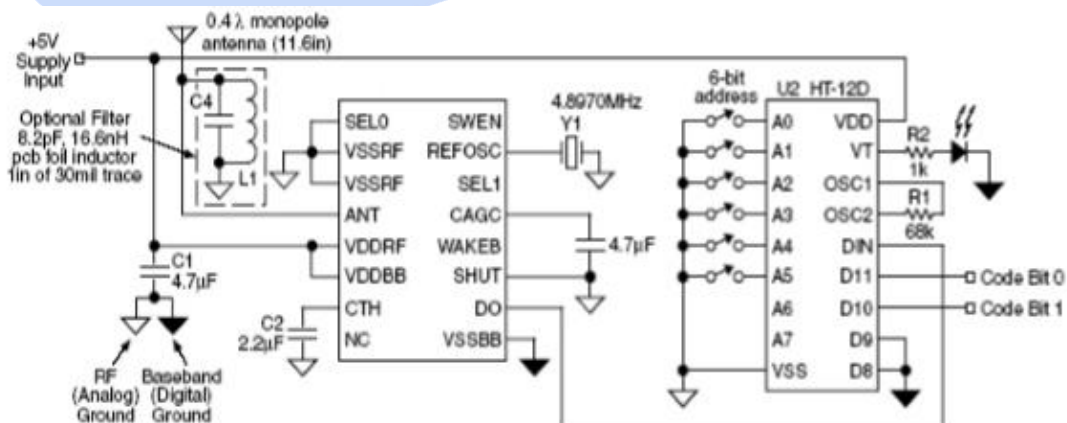 +5V
Supply
Input
0.4λ monopole
antenna (11.6in)
Optional Filter
8.2pF, 16.6nH
pcb foil inductor
1in of 30mil trace
C4
L1
C1
4.7μF
RF
(Analog)
Ground
Baseband
(Digital)
Ground
C2
2.2μF
SEL0
VSSRF
VSSRF
ANT
VDDRF
VDDBB
CTH
NC
SWEN
REFOSC
SEL1
CAGC
WAKEB
SHUT
DO
VSSBB
4.8970MHz
Y1
4.7μF
6-bit
address
U2 HT-12D
A0
A1
A2
A3
A4
A5
A6
A7
VSS
VDD
VT
OSC1
OSC2
DIN
D11
D10
D9
D8
R2
1k
R1
68k
Code Bit 0
Code Bit 1